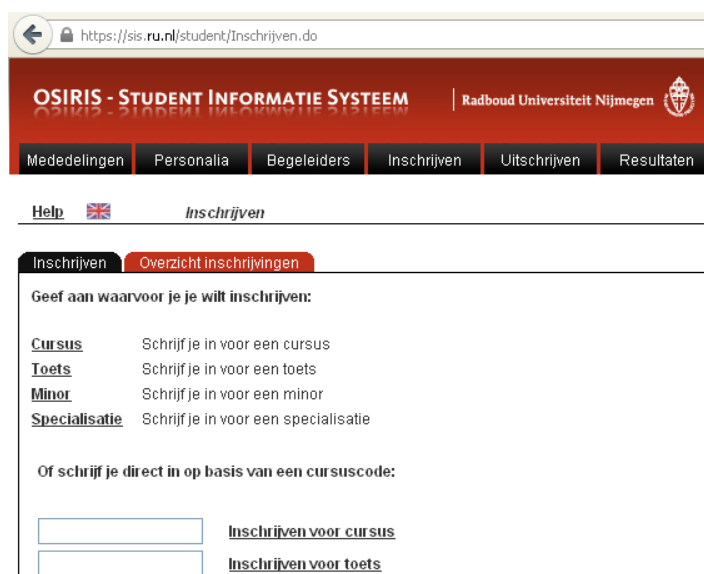 https://sis.ru.nl/student/Inschrijven.do
OSIRIS - STUDENT INFORMATIE SYSTEEM
Radboud Universiteit Nijmegen
Mededelingen Personalia Begeleiders Inschrijven Uitschrijven Resultaten
Help Inschrijven
Inschrijven Overzicht inschrijvingen
Geef aan waarvoor je je wilt inschrijven:
Cursus Schrijf je in voor een cursus
Toets Schrijf je in voor een toets
Minor Schrijf je in voor een minor
Specialisatie Schrijf je in voor een specialisatie
Of schrijf je direct in op basis van een cursuscode:
Inschrijven voor cursus
Inschrijven voor toets